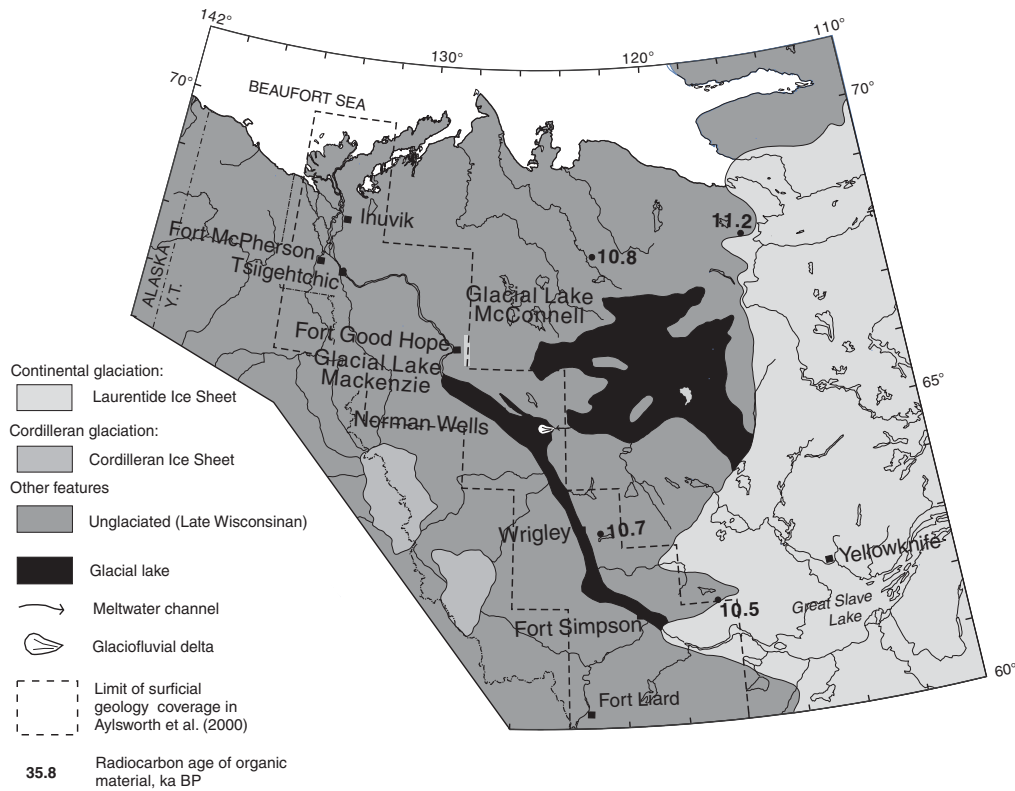 142°
130°
120°
110°
70°
70°
BEAUFORT SEA
11.2
Inuvik
Fort McPherson
10.8
Tsiigehtchic
ALASKA
Y.T.
Glacial Lake
McConnell
Fort Good Hope
Glacial Lake
Mackenzie
65°
Norman Wells
Wrigley
10.7
Yellowknife
10.5
Great Slave
Lake
Fort Simpson
60°
Fort Liard
Continental glaciation:
Laurentide Ice Sheet
Cordilleran glaciation:
Cordilleran Ice Sheet
Other features
Unglaciated (Late Wisconsinan)
Glacial lake
Meltwater channel
Glaciofluvial delta
Limit of surficial
geology coverage in
Aylsworth et al. (2000)
35.8
Radiocarbon age of organic
material, ka BP